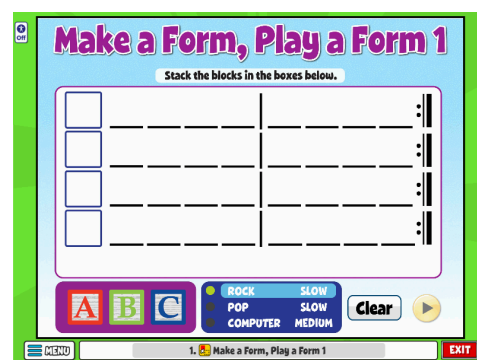 Off
Make a Form, Play a Form 1
Stack the blocks in the boxes below.
A B C
ROCK SLOW
POP SLOW
COMPUTER MEDIUM
Clear
MENU
1. Make a Form, Play a Form 1
EXIT